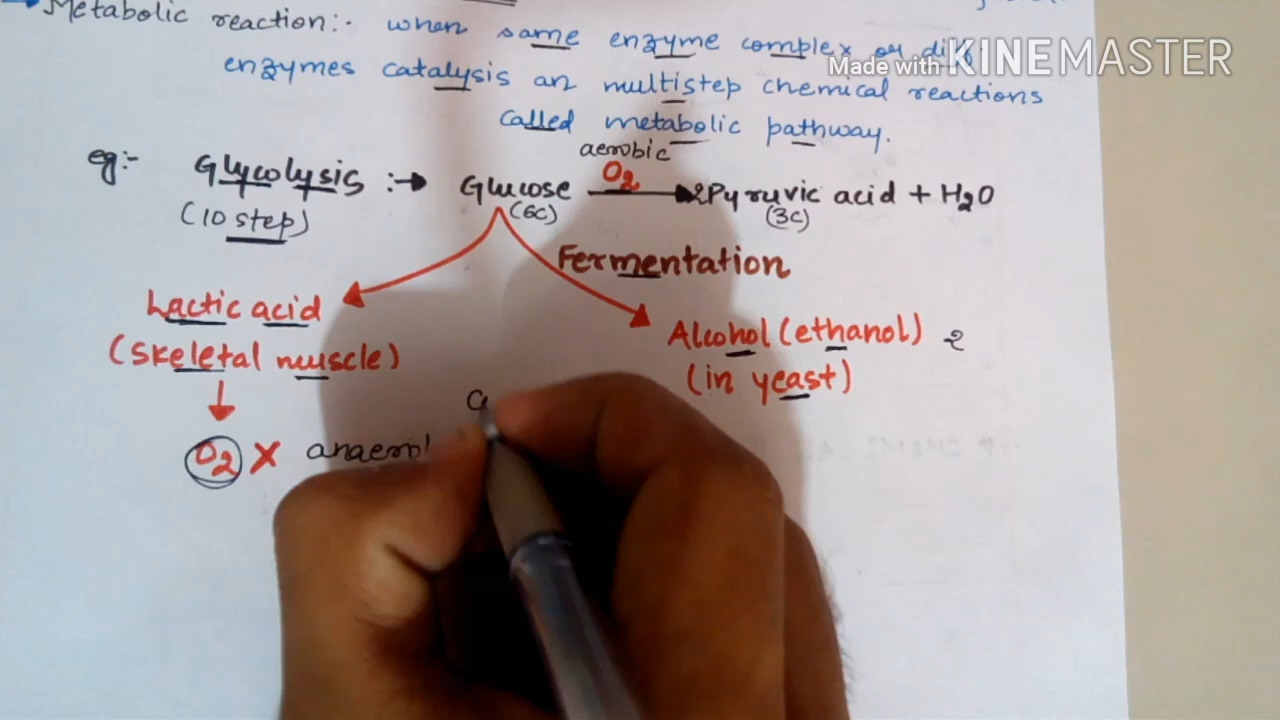 Metabolic reaction:- when same enzyme complex or diff
Made with KINEMASTER
enzymes catalysis an multistep chemical reactions
called metabolic pathway.
aerobic
eg:- Glycolysis :→ Glucose O2 → 2Pyruvic acid + H2O
(10 step) (6C) (3C)
Fermentation
Lactic acid Alcohol (ethanol) 2
(skeletal muscle) (in yeast)
O2 X